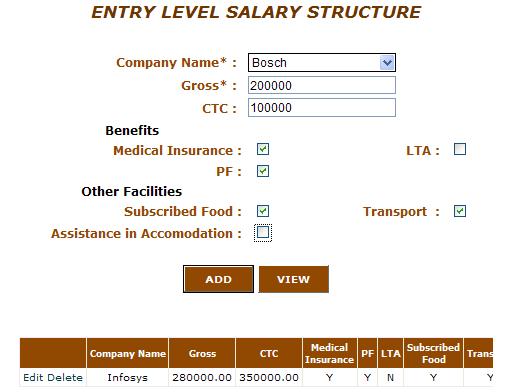 ENTRY LEVEL SALARY STRUCTURE
Company Name* : Bosch
Gross* : 200000
CTC : 100000
Benefits
Medical Insurance : LTA :
PF :
Other Facilities
Subscribed Food : Transport :
Assistance in Accomodation :
ADD VIEW
Company Name Gross CTC Medical Insurance PF LTA Subscribed Food Trans
Edit Delete Infosys 280000.00 350000.00 Y Y N Y Y